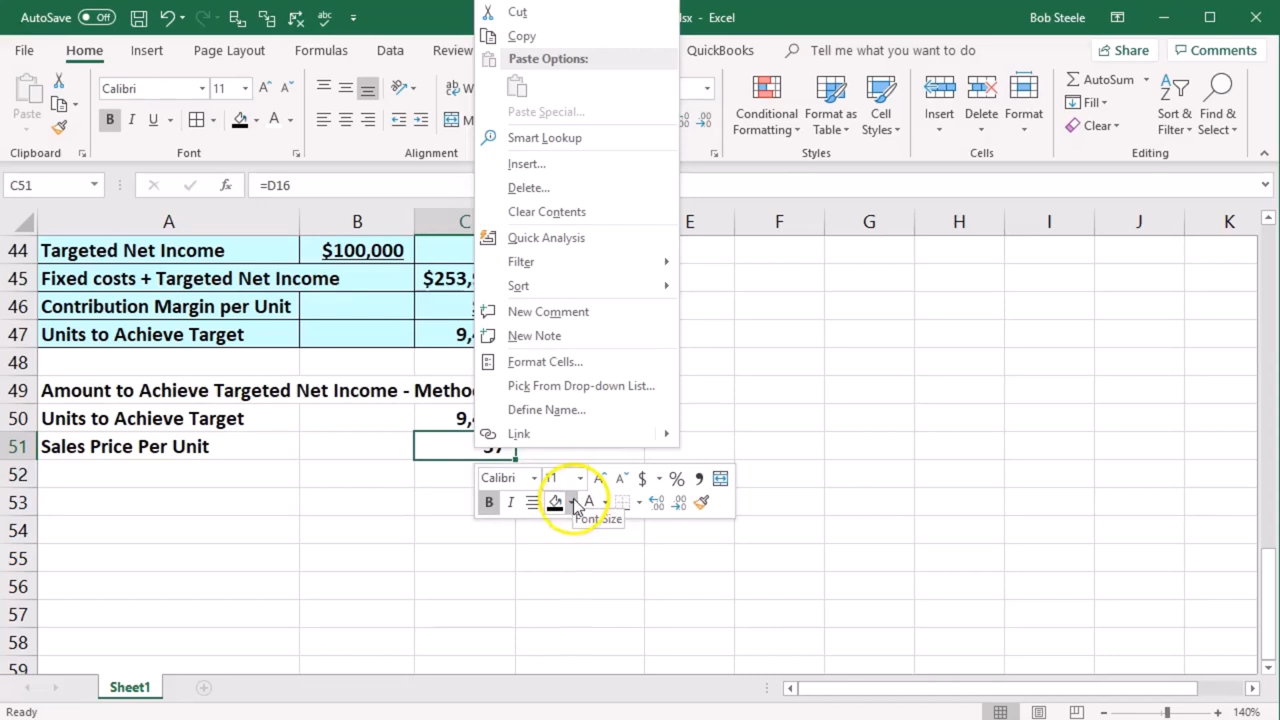 AutoSave Off
lsx - Excel
Bob Steele
File Home Insert Page Layout Formulas Data Review QuickBooks Tell me what you want to do Share Comments
Paste
Clipboard
Calibri 11
B I U A
Font
W
M
Alignment
Conditional Formatting
Format as Table
Cell Styles
Styles
Insert Delete Format
Cells
AutoSum
Fill
Clear
Sort & Filter
Find & Select
Editing
C51 fx =D16
Cut
Copy
Paste Options:
Paste Special...
Smart Lookup
Insert...
Delete...
Clear Contents
Quick Analysis
Filter
Sort
New Comment
New Note
Format Cells...
Pick From Drop-down List...
Define Name...
Link
Calibri 11 A A $ % ,
B I A .00 .00
Font Size
A B C E F G H I J K
44 Targeted Net Income $100,000
45 Fixed costs + Targeted Net Income $253,
46 Contribution Margin per Unit
47 Units to Achieve Target 9,
48
49 Amount to Achieve Targeted Net Income - Metho
50 Units to Achieve Target 9,
51 Sales Price Per Unit
52
53
54
55
56
57
58
59
Sheet1
Ready
140%